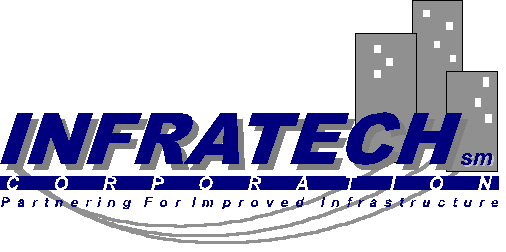 INFRATECH sm
CORPORATION
Partnering For Improved Infrastructure